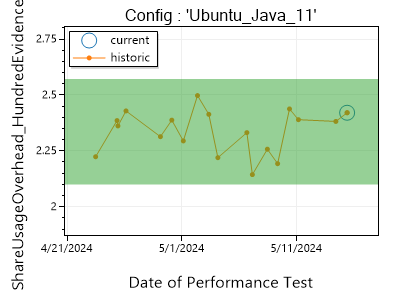 Config : 'Ubuntu_Java_11'
ShareUsageOverhead_HundredEvidence
2.75
2.5
2.25
2
current
historic
4/21/2024
5/1/2024
5/11/2024
Date of Performance Test